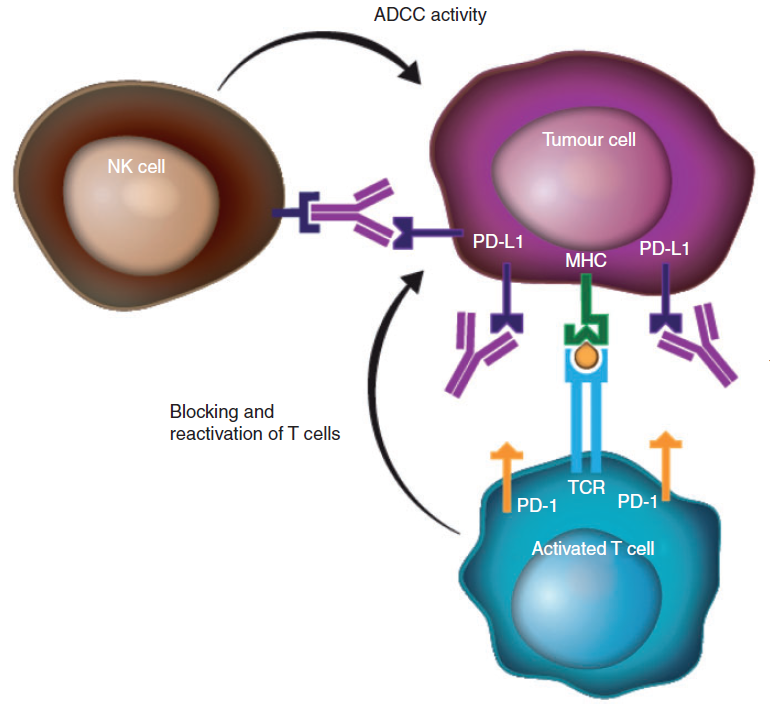 ADCC activity
NK cell
Tumour cell
PD-L1
MHC
PD-L1
Blocking and
reactivation of T cells
TCR
PD-1
PD-1
Activated T cell